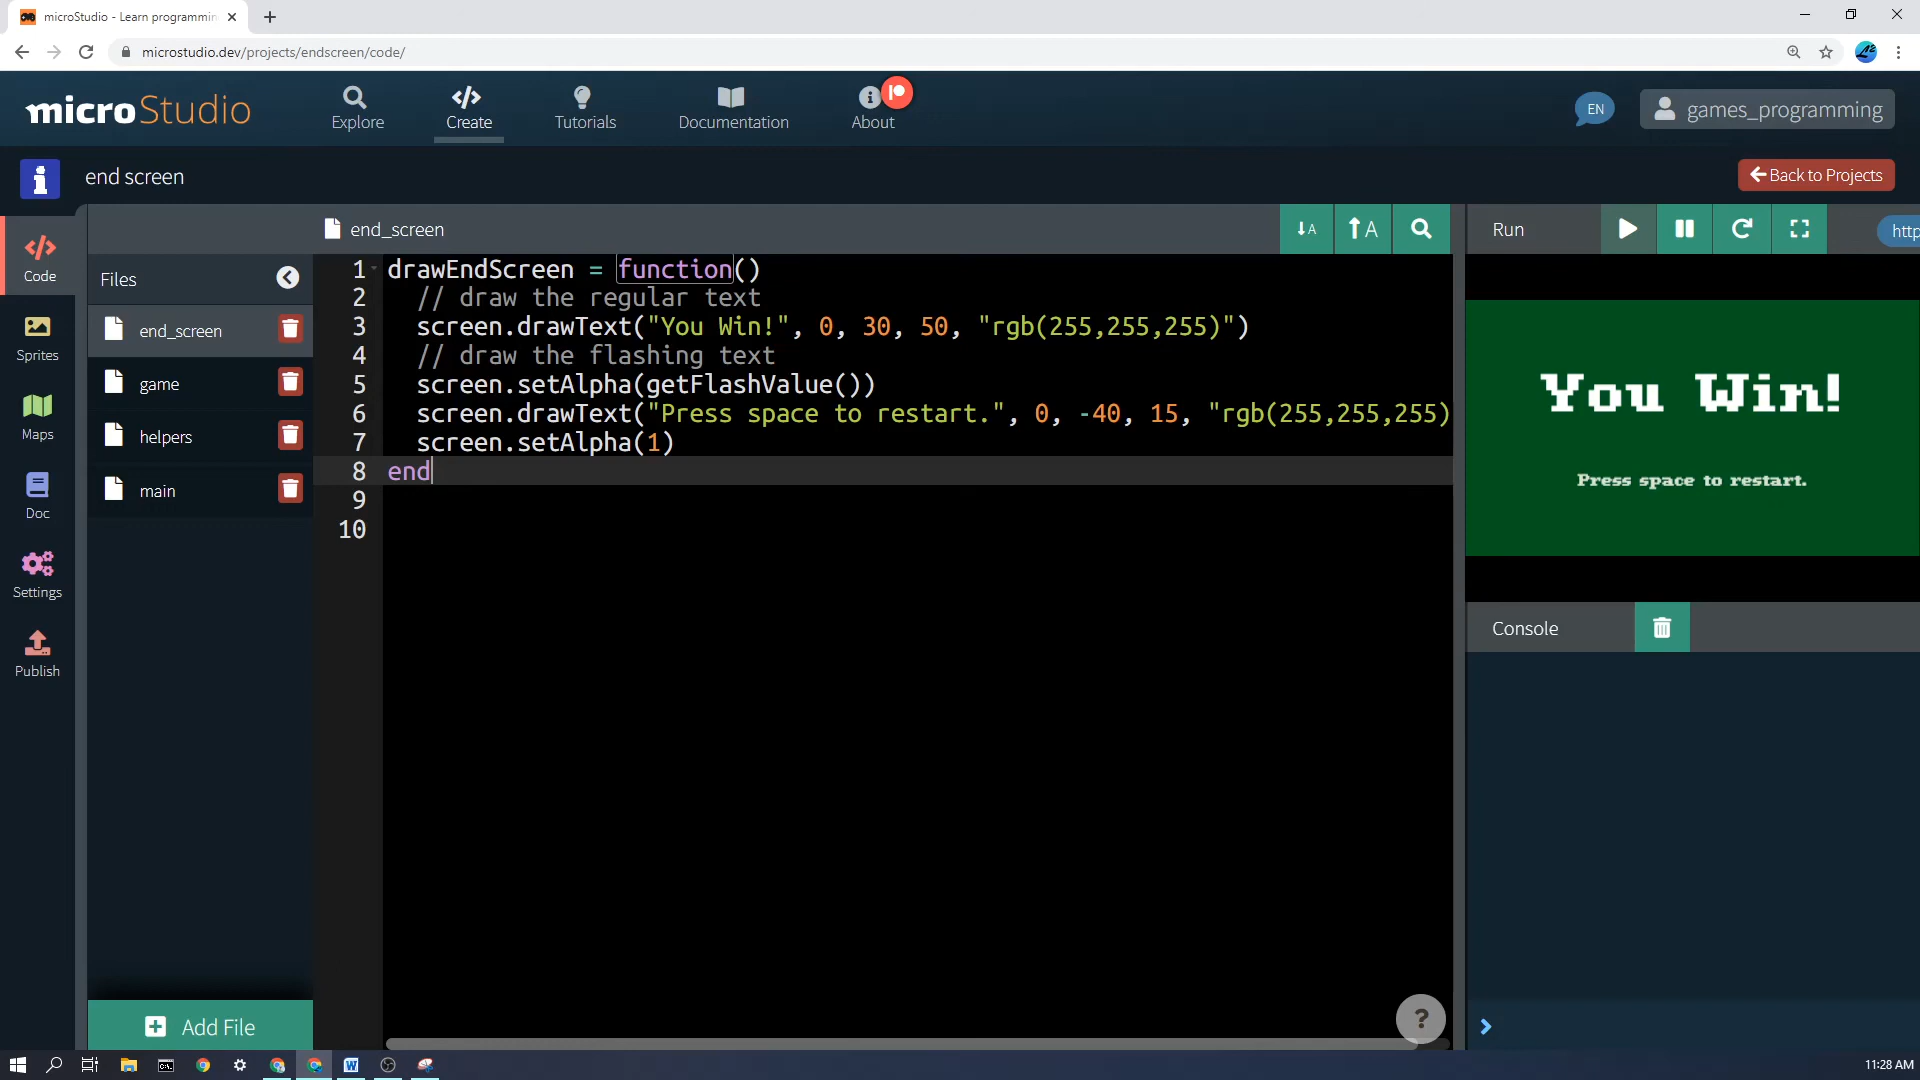 microStudio - Learn programmin
microstudio.dev/projects/endscreen/code/
microStudio
Explore
Create
Tutorials
Documentation
About
EN
games_programming
i
end screen
Back to Projects
Code
Sprites
Maps
Doc
Settings
Publish
Files
end_screen
game
helpers
main
Add File
end_screen
↓A
↑A
1 drawEndScreen = function()
2 // draw the regular text
3 screen.drawText("You Win!", 0, 30, 50, "rgb(255,255,255)")
4 // draw the flashing text
5 screen.setAlpha(getFlashValue())
6 screen.drawText("Press space to restart.", 0, -40, 15, "rgb(255,255,255)
7 screen.setAlpha(1)
8 end
9
10
?
Run
http
You Win!
Press space to restart.
Console
11:28 AM